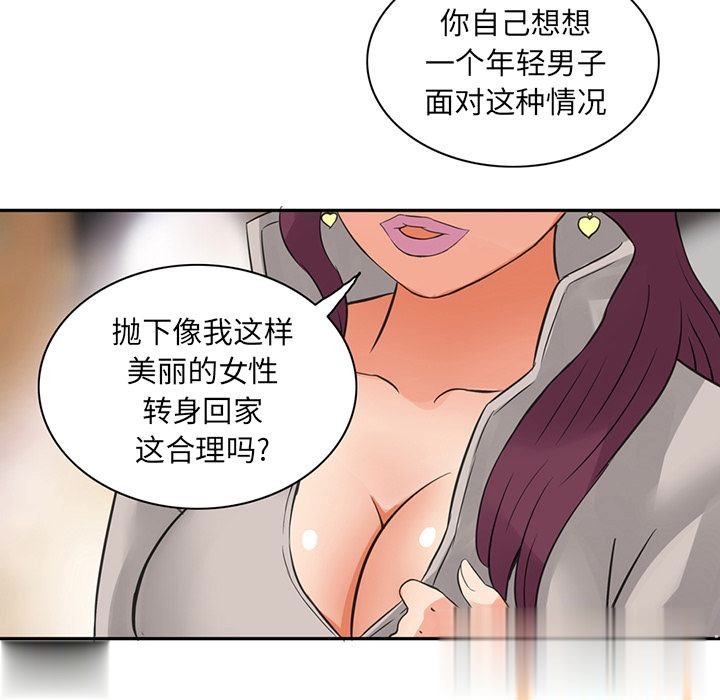 你自己想想
一个年轻男子
面对这种情况
抛下像我这样
美丽的女性
转身回家
这合理吗?